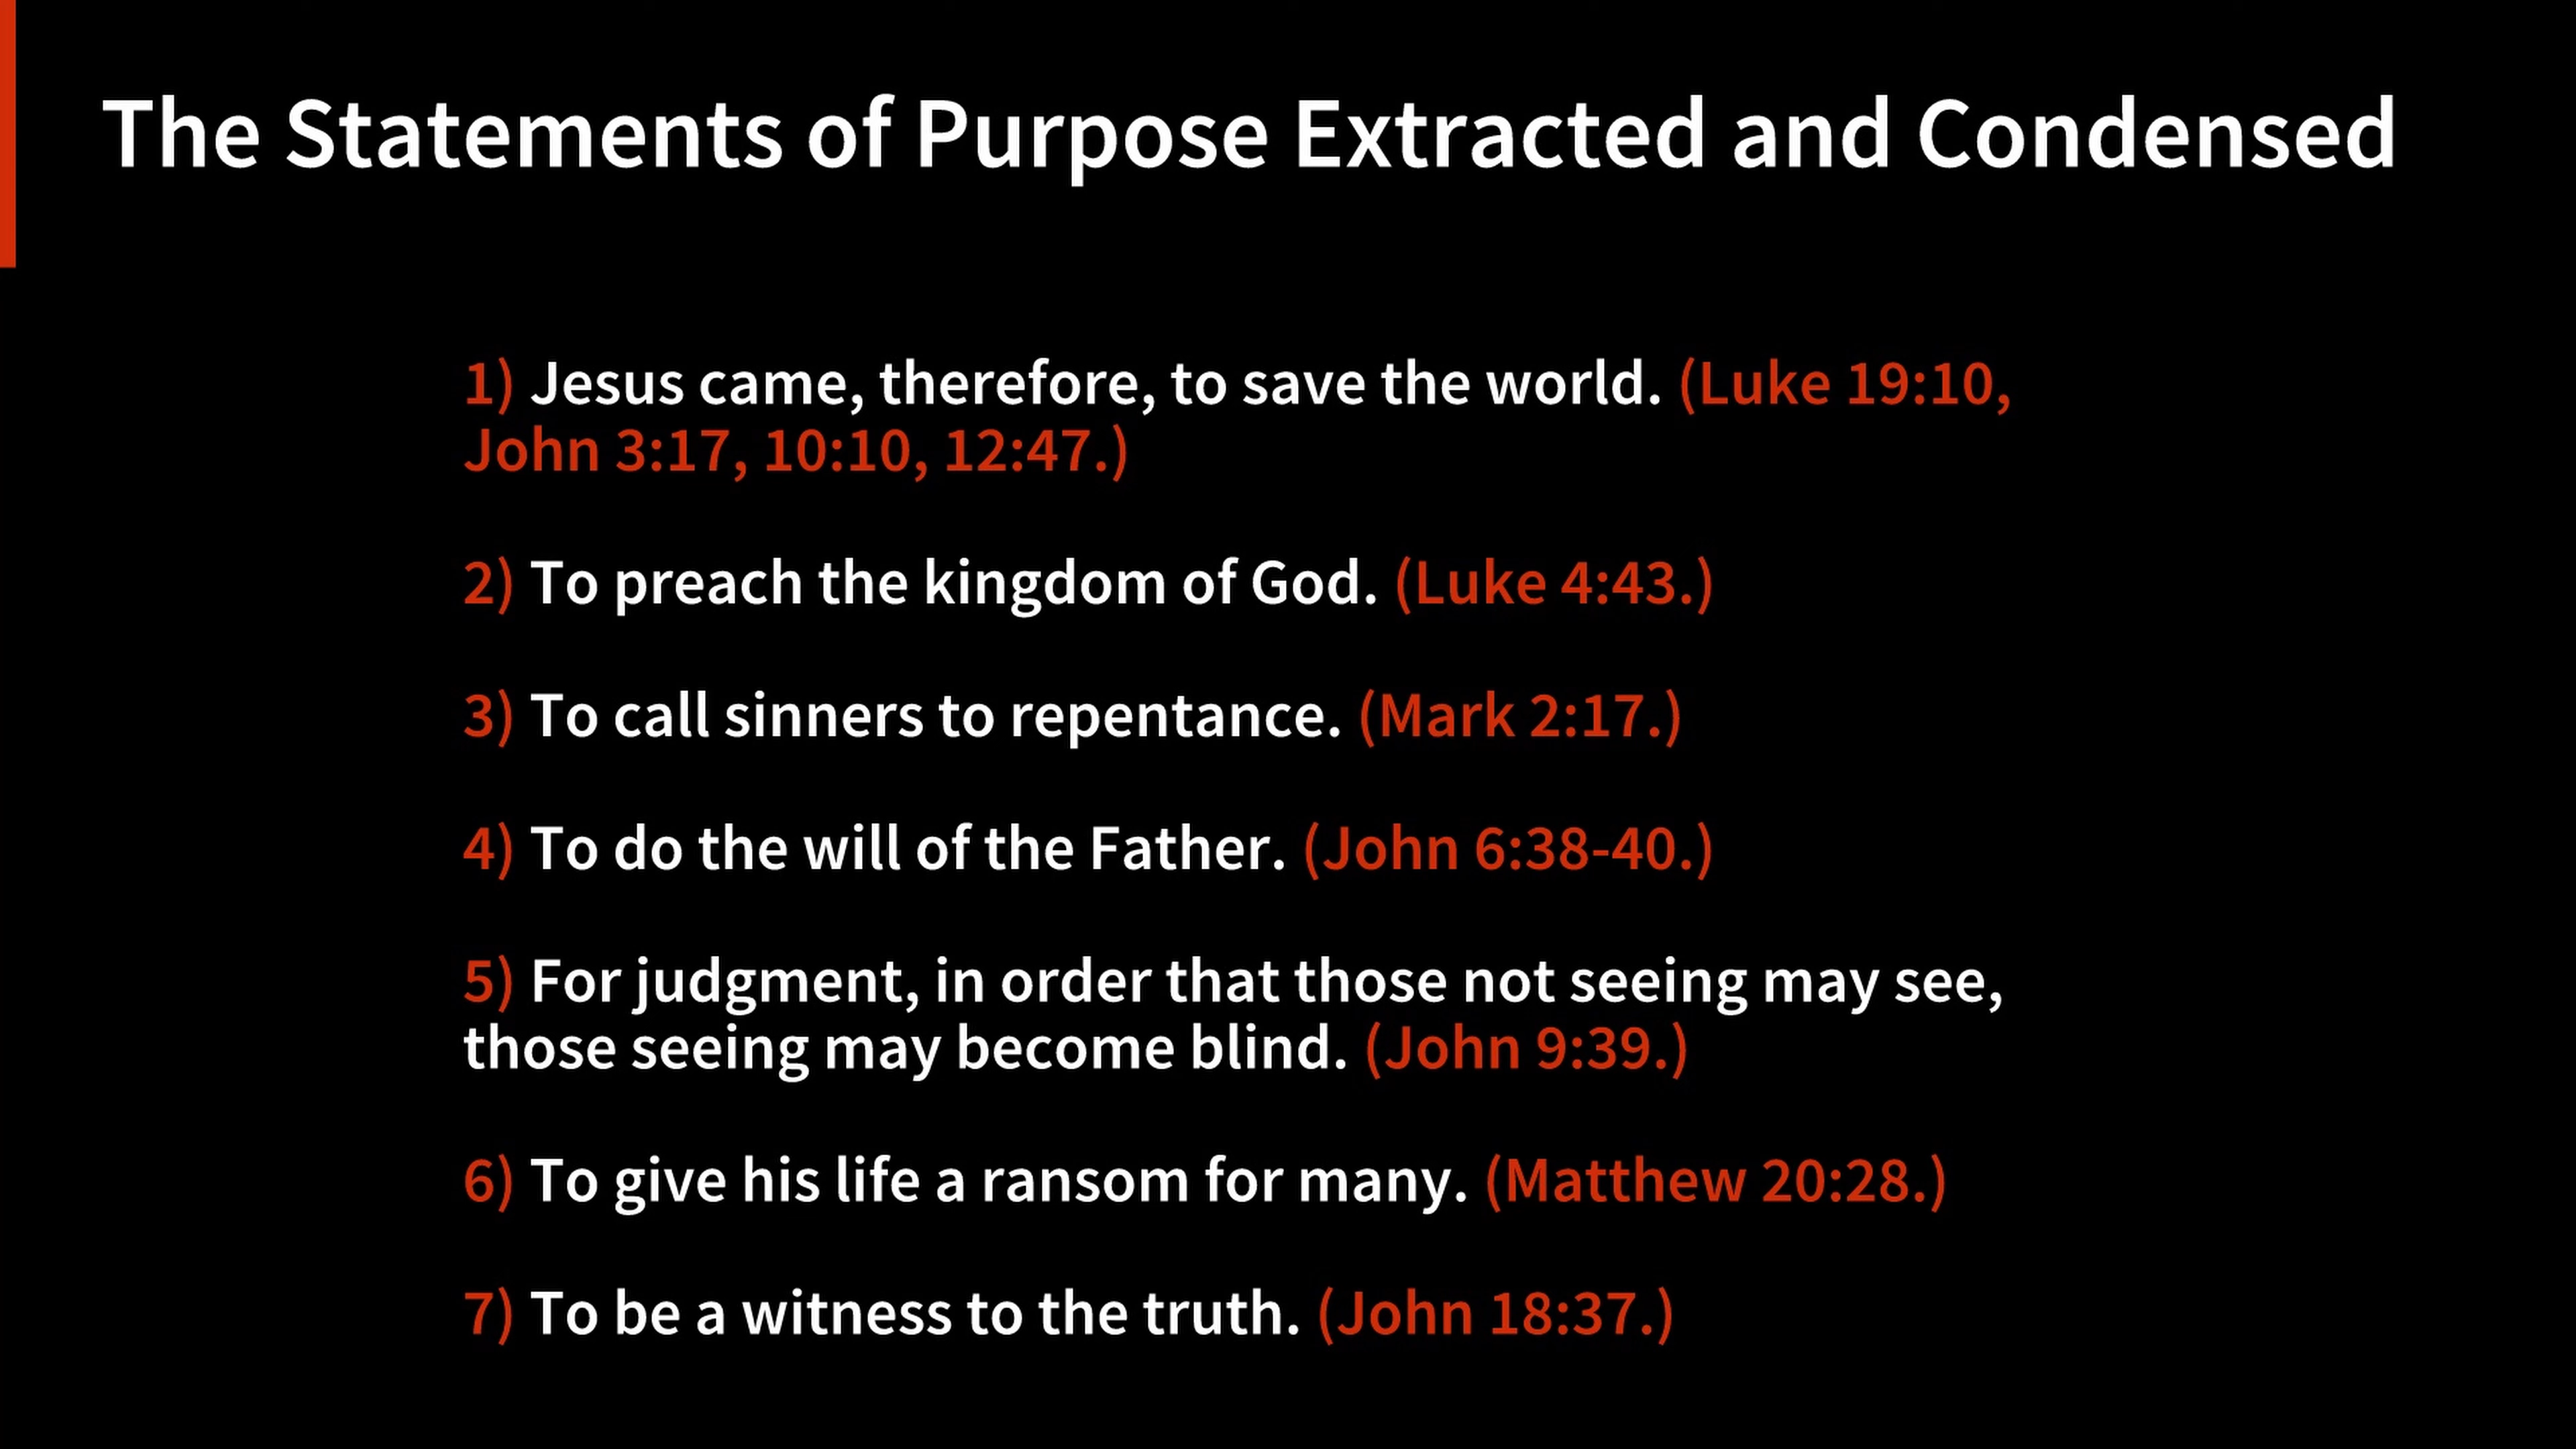 The Statements of Purpose Extracted and Condensed
1) Jesus came, therefore, to save the world. (Luke 19:10,
John 3:17, 10:10, 12:47.)
2) To preach the kingdom of God. (Luke 4:43.)
3) To call sinners to repentance. (Mark 2:17.)
4) To do the will of the Father. (John 6:38-40.)
5) For judgment, in order that those not seeing may see,
those seeing may become blind. (John 9:39.)
6) To give his life a ransom for many. (Matthew 20:28.)
7) To be a witness to the truth. (John 18:37.)